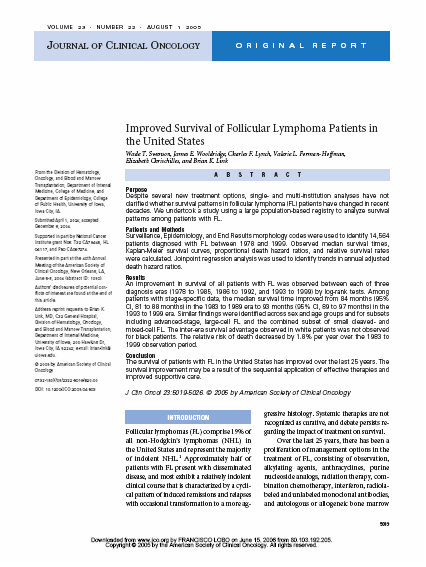 VOLUME 23 · NUMBER 22 · AUGUST 1 2005
JOURNAL OF CLINICAL ONCOLOGY
ORIGINAL REPORT
Improved Survival of Follicular Lymphoma Patients in
the United States
Wade T. Swenson, James E. Wooldridge, Charles F. Lynch, Valerie L. Forman-Hoffman,
Elizabeth Chrischilles, and Brian K. Link
From the Division of Hematology,
Oncology, and Blood and Marrow
Transplantation, Department of Internal
Medicine, College of Medicine, and
Department of Epidemiology, College
of Public Health, University of Iowa,
Iowa City, IA.
Submitted April 1, 2004; accepted
December 9, 2004.
Supported in part by National Cancer
Institute grant Nos.
Presented in part at the 40th Annual
Meeting of the American Society of
Clinical Oncology, New Orleans, LA,
June 5-8, 2004
Authors' disclosures of potential con-
flicts of interest are found at the end of
this article.
Address reprint requests to Brian K.
Link, MD,
Division of Hematology, Oncology,
and Blood and Marrow Transplantation,
Department of Internal Medicine,
University of Iowa, 200 Hawkins Dr,
Iowa City, IA 52242; e-mail:
© 2005 by American Society of Clinical
Oncology
ABSTRACT
Purpose
Despite several new treatment options, single- and multi-institution analyses have not
clarified whether survival patterns in follicular lymphoma (FL) patients have changed in recent
decades. We undertook a study using a large population-based registry to analyze survival
patterns among patients with FL.
Patients and Methods
Surveillance, Epidemiology, and End Results morphology codes were used to identify 14,564
patients diagnosed with FL between 1978 and 1999. Observed median survival times,
Kaplan-Meier survival curves, proportional death hazard ratios, and relative survival rates
were calculated. Joinpoint regression analysis was used to identify trends in annual adjusted
death hazard ratios.
Results
An improvement in survival of all patients with FL was observed between each of three
diagnosis eras (1978 to 1985, 1986 to 1992, and 1993 to 1999) by log-rank tests. Among
patients with stage-specific data, the median survival time improved from 84 months (95%
CI, 81 to 88 months) in the 1983 to 1989 era to 93 months (95% CI, 89 to 97 months) in the
1993 to 1999 era. Similar findings were identified across sex and age groups and for subsets
including advanced-stage, large-cell FL and the combined subset of small cleaved- and
mixed-cell FL. The inter-era survival advantage observed in white patients was not observed
for black patients. The relative risk of death decreased by 1.8% per year over the 1983 to
1999 observation period.
Conclusion
The survival of patients with FL in the United States has improved over the last 25 years. The
survival improvement may be a result of the sequential application of effective therapies and
improved supportive care.
J Clin Oncol 23:5019-5026. © 2005 by American Society of Clinical Oncology
INTRODUCTION
Follicular lymphomas (FL) comprise 19% of
all non-Hodgkin's lymphomas (NHL) in
the United States and represent the majority
of indolent NHL.1 Approximately half of
patients with FL present with disseminated
disease, and most exhibit a relatively indolent
clinical course that is characterized by a cycli-
cal pattern of induced remissions and relapses
with occasional transformation to a more ag-
gressive histology. Systemic therapies are not
recognized as curative, and debate persists re-
garding the impact of treatment on survival.
Over the last 25 years, there has been a
proliferation of management options in the
treatment of FL, consisting of observation,
alkylating agents, anthracyclines, purine
nucleoside analogs, radiation therapy, com-
bination chemotherapy, interferon, radiola-
beled and unlabeled monoclonal antibodies,
and autologous or allogeneic bone marrow
5019
Downloaded from www.jco.org by FRANCISCO LOBO on June 15, 2006 from 80.103.192.205.
Copyright © 2005 by the American Society of Clinical Oncology. All rights reserved.